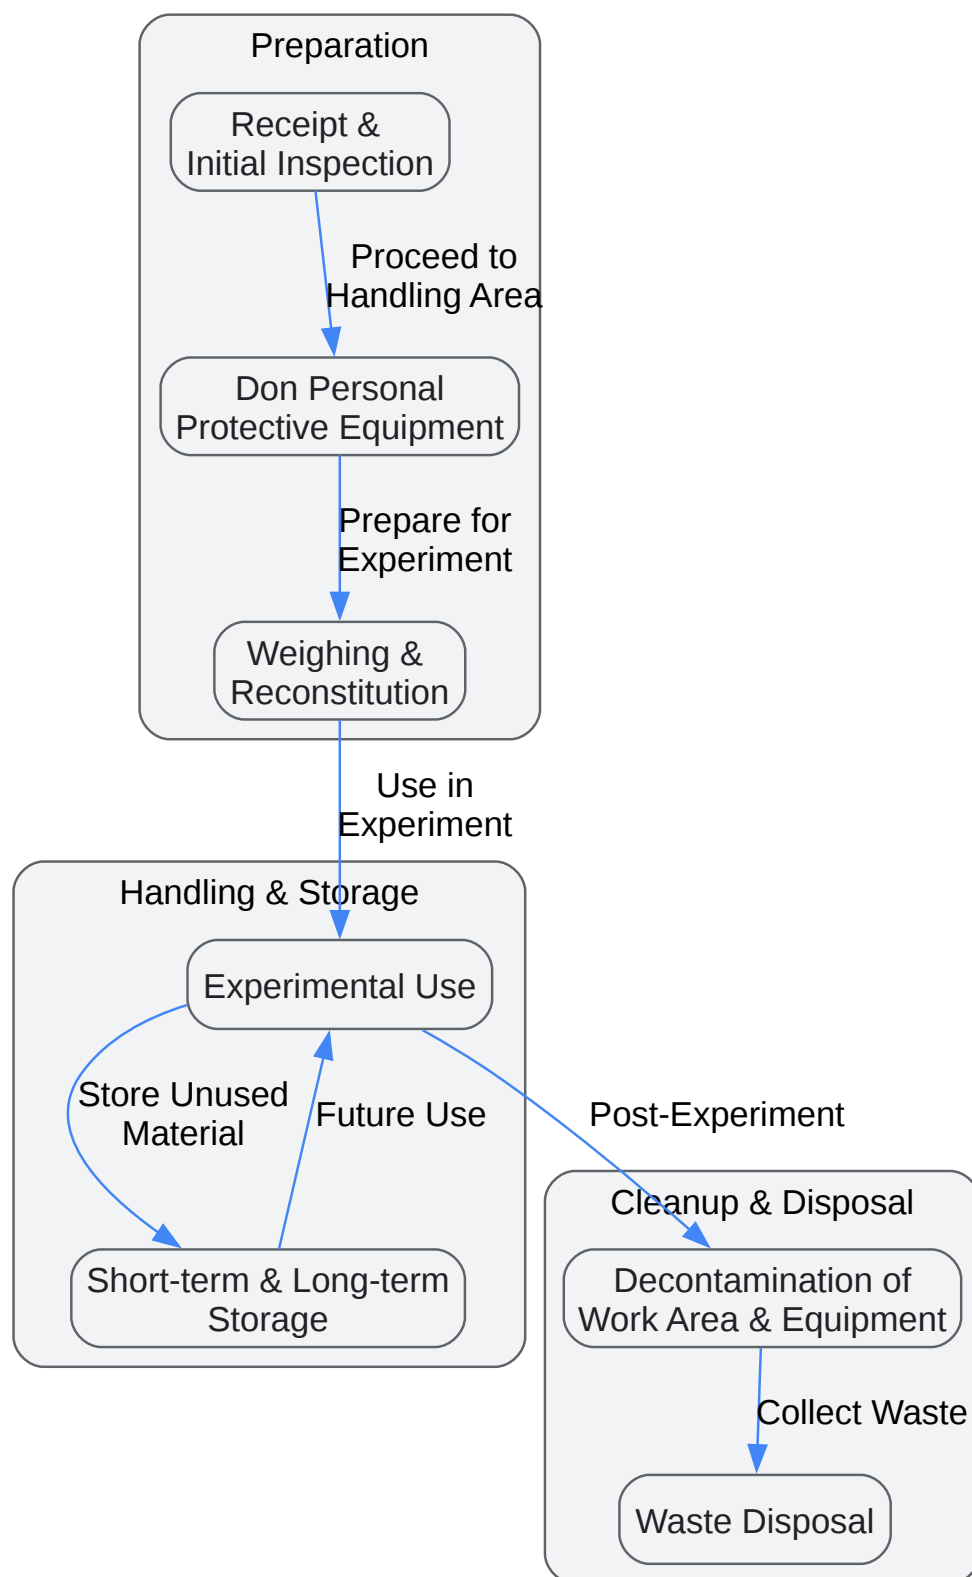 Preparation
Receipt &
Initial Inspection
Proceed to
Handling Area
Don Personal
Protective Equipment
Prepare for
Experiment
Weighing &
Reconstitution
Use in
Experiment
Handling & Storage
Experimental Use
Store Unused
Material
Future Use
Post-Experiment
Short-term & Long-term
Storage
Cleanup & Disposal
Decontamination of
Work Area & Equipment
Collect Waste
Waste Disposal